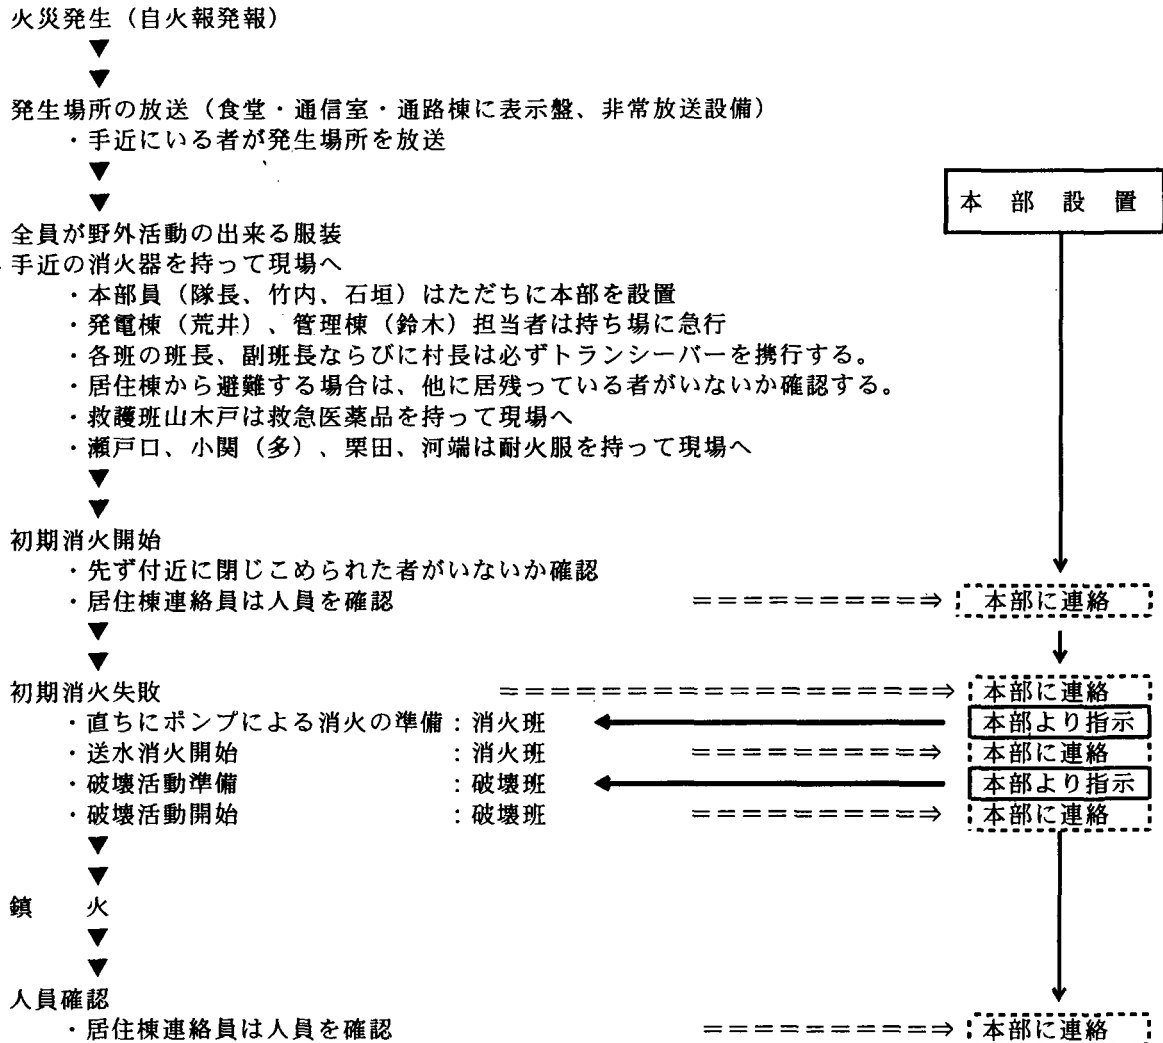 火災発生(自火報発報)
▼
▼
発生場所の放送(食堂・通信室・通路棟に表示盤、非常放送設備)
・手近にいる者が発生場所を放送
▼
▼
本部設置
全員が野外活動の出来る服装
手近の消火器を持って現場へ
・本部員(隊長、竹内、石垣)はただちに本部を設置
・発電棟(荒井)、管理棟(鈴木)担当者は持ち場に急行
・各班の班長、副班長ならびに村長は必ずトランシーバーを携行する。
・居住棟から避難する場合は、他に居残っている者がいないか確認する。
・救護班山木戸は救急医薬品を持って現場へ
・瀬戸口、小関(多)、栗田、河端は耐火服を持って現場へ
▼
▼
初期消火開始
・先ず付近に閉じこめられた者がいないか確認
・居住棟連絡員は人員を確認 ==========⇒ 本部に連絡
▼
▼
初期消火失敗 ==================⇒ 本部に連絡
・直ちにポンプによる消火の準備:消火班 本部より指示
・送水消火開始 :消火班 ==========⇒ 本部に連絡
・破壊活動準備 :破壊班 本部より指示
・破壊活動開始 :破壊班 ==========⇒ 本部に連絡
▼
▼
鎮 火
▼
▼
人員確認
・居住棟連絡員は人員を確認 ==========⇒ 本部に連絡